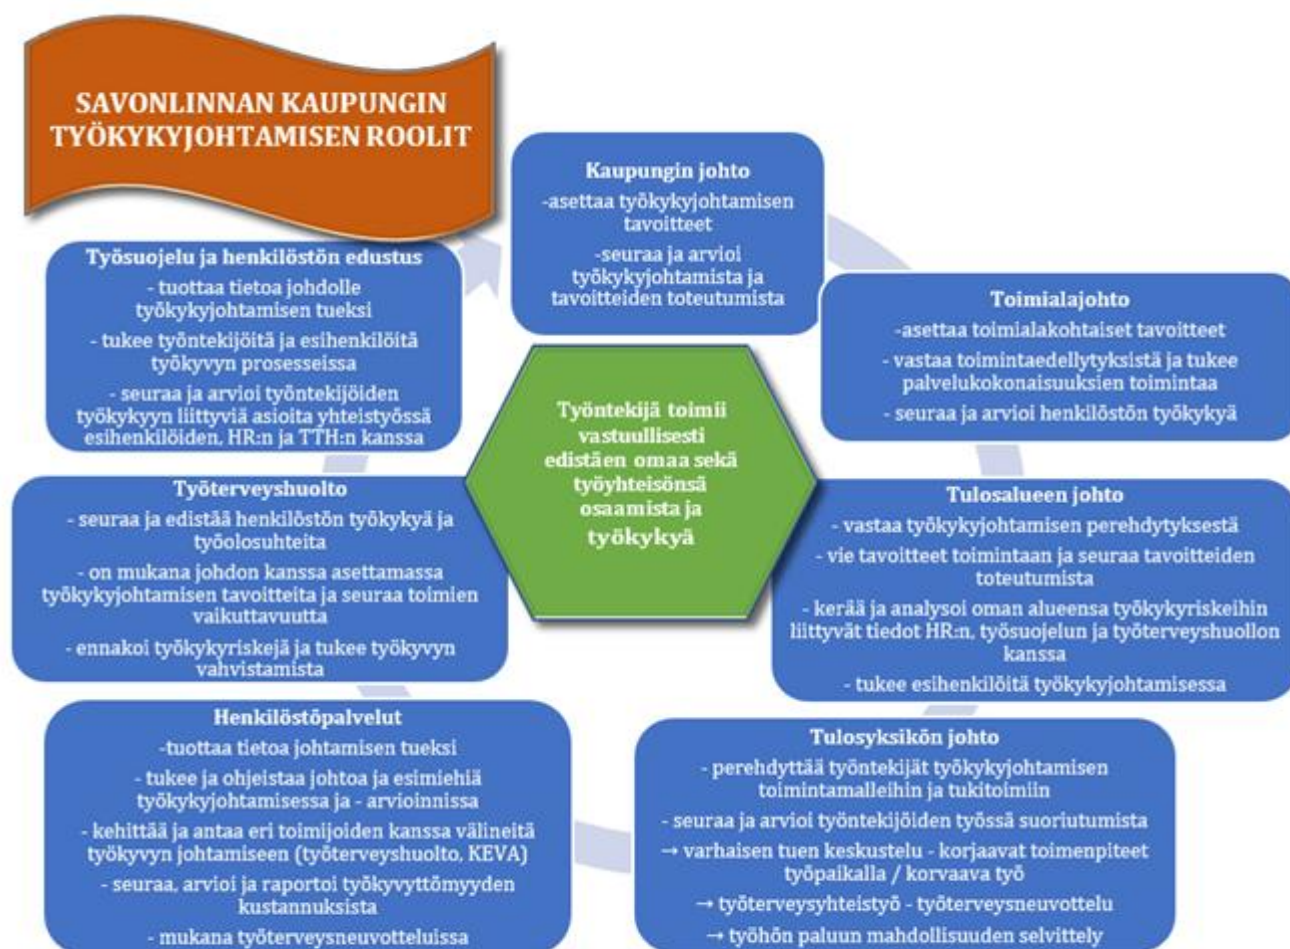 SAVONLINNAN KAUPUNGIN
TYÖKYKYJOHTAMISEN ROOLIT
Kaupungin johto
-asettaa työkykyjohtamisen
tavoitteet
-seuraa ja arvioi
työkykyjohtamista ja
tavoitteiden toteutumista
Toimialajohto
-asettaa toimialakohtaiset tavoitteet
- vastaa toimintaedellytyksistä ja tukee
palvelukokonaisuuksien toimintaa
- seuraa ja arvioi henkilöstön työkykyä
Tulosalueen johto
- vastaa työkykyjohtamisen perehdytyksestä
- vie tavoitteet toimintaan ja seuraa tavoitteiden
toteutumista
- kerää ja analysoi oman alueensa työkykyriskeihin
liittyvät tiedot HR:n, työsuojelun ja työterveyshuollon
kanssa
- tukee esihenkilöitä työkykyjohtamisessa
Tulosyksikön johto
- perehdyttää työntekijät työkykyjohtamisen
toimintamalleihin ja tukitoimiin
- seuraa ja arvioi työntekijöiden työssä suoriutumista
→ varhaisen tuen keskustelu - korjaavat toimenpiteet
työpaikalla / korvaava työ
→ työterveysyhteistyö - työterveysneuvottelu
→ työhön paluun mahdollisuuden selvittely
Henkilöstöpalvelut
-tuottaa tietoa johtamisen tueksi
- tukee ja ohjeistaa johtoa ja esimiehiä
työkykyjohtamisessa ja - arvioinnissa
- kehittää ja antaa eri toimijoiden kanssa välineitä
työkyvyn johtamiseen (työterveyshuolto, KEVA)
- seuraa, arvioi ja raportoi työkyvyttömyyden
kustannuksista
- mukana työterveysneuvotteluissa
Työterveyshuolto
- seuraa ja edistää henkilöstön työkykyä ja
työolosuhteita
- on mukana johdon kanssa asettamassa
työkykyjohtamisen tavoitteita ja seuraa toimien
vaikuttavuutta
- ennakoi työkykyriskejä ja tukee työkyvyn
vahvistamista
Työsuojelu ja henkilöstön edustus
- tuottaa tietoa johdolle
työkykyjohtamisen tueksi
- tukee työntekijöitä ja esihenkilöitä
työkyvyn prosesseissa
- seuraa ja arvioi työntekijöiden
työkykyyn liittyviä asioita yhteistyössä
esihenkilöiden, HR:n ja TTH:n kanssa
Työntekijä toimii
vastuullisesti
edistäen omaa sekä
työyhteisönsä
osaamista ja
työkykyä